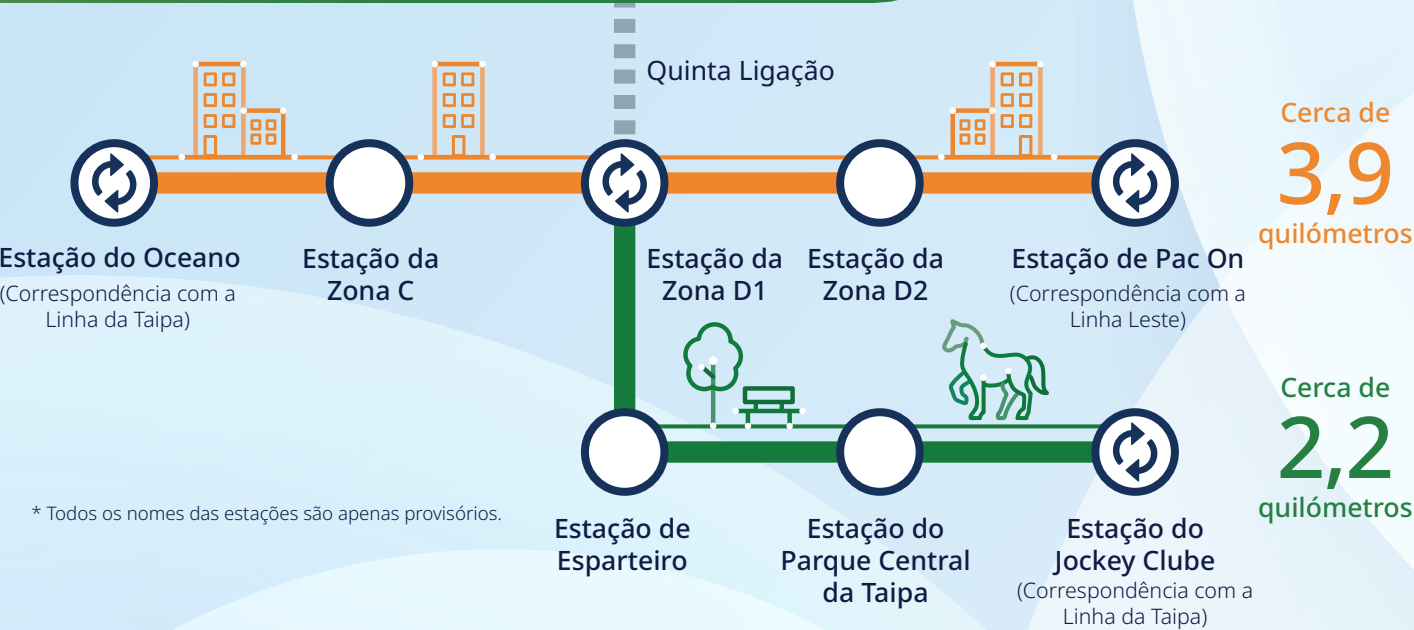 Quinta Ligação
Cerca de
3,9
quilómetros
Estação do Oceano
(Correspondência com a
Linha da Taipa)
Estação da
Zona C
Estação da
Zona D1
Estação da
Zona D2
Estação de Pac On
(Correspondência com a
Linha Leste)
Cerca de
2,2
quilómetros
* Todos os nomes das estações são apenas provisórios.
Estação de
Esparteiro
Estação do
Parque Central
da Taipa
Estação do
Jockey Clube
(Correspondência com a
Linha da Taipa)